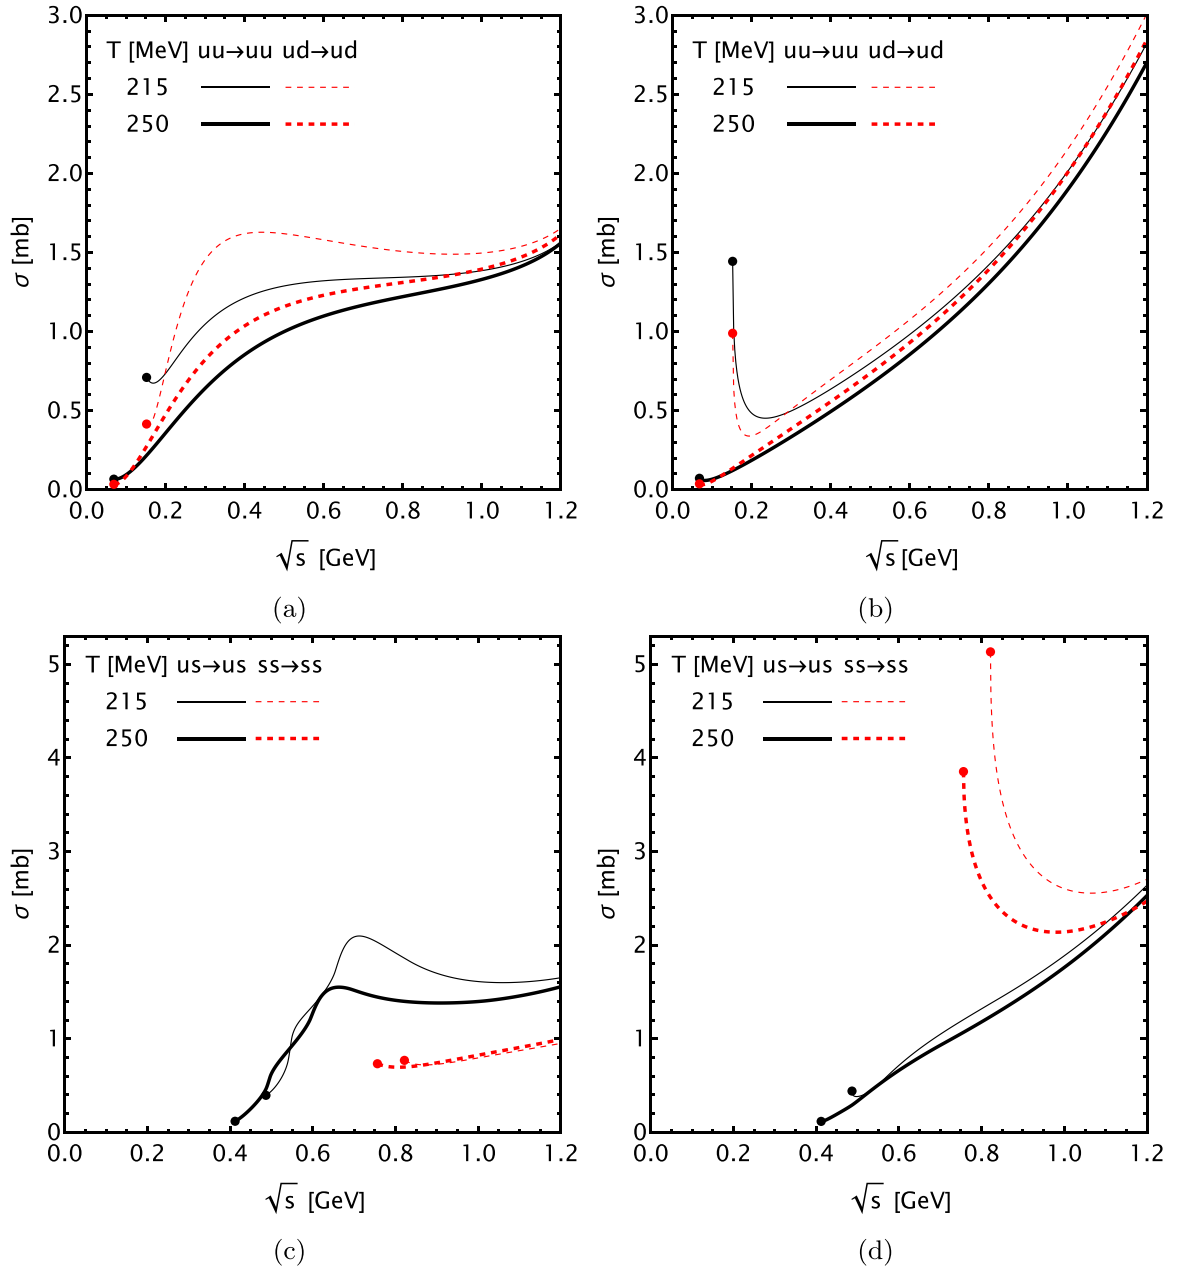 3.0
2.5
2.0
1.5
1.0
0.5
0.0
σ [mb]
T [MeV] uu→uu ud→ud
215
250
0.0 0.2 0.4 0.6 0.8 1.0 1.2
√s [GeV]
(a)
3.0
2.5
2.0
1.5
1.0
0.5
0.0
σ [mb]
T [MeV] uu→uu ud→ud
215
250
0.0 0.2 0.4 0.6 0.8 1.0 1.2
√s [GeV]
(b)
5
4
3
2
1
0
σ [mb]
T [MeV] us→us ss→ss
215
250
0.0 0.2 0.4 0.6 0.8 1.0 1.2
√s [GeV]
(c)
5
4
3
2
1
0
σ [mb]
T [MeV] us→us ss→ss
215
250
0.0 0.2 0.4 0.6 0.8 1.0 1.2
√s [GeV]
(d)